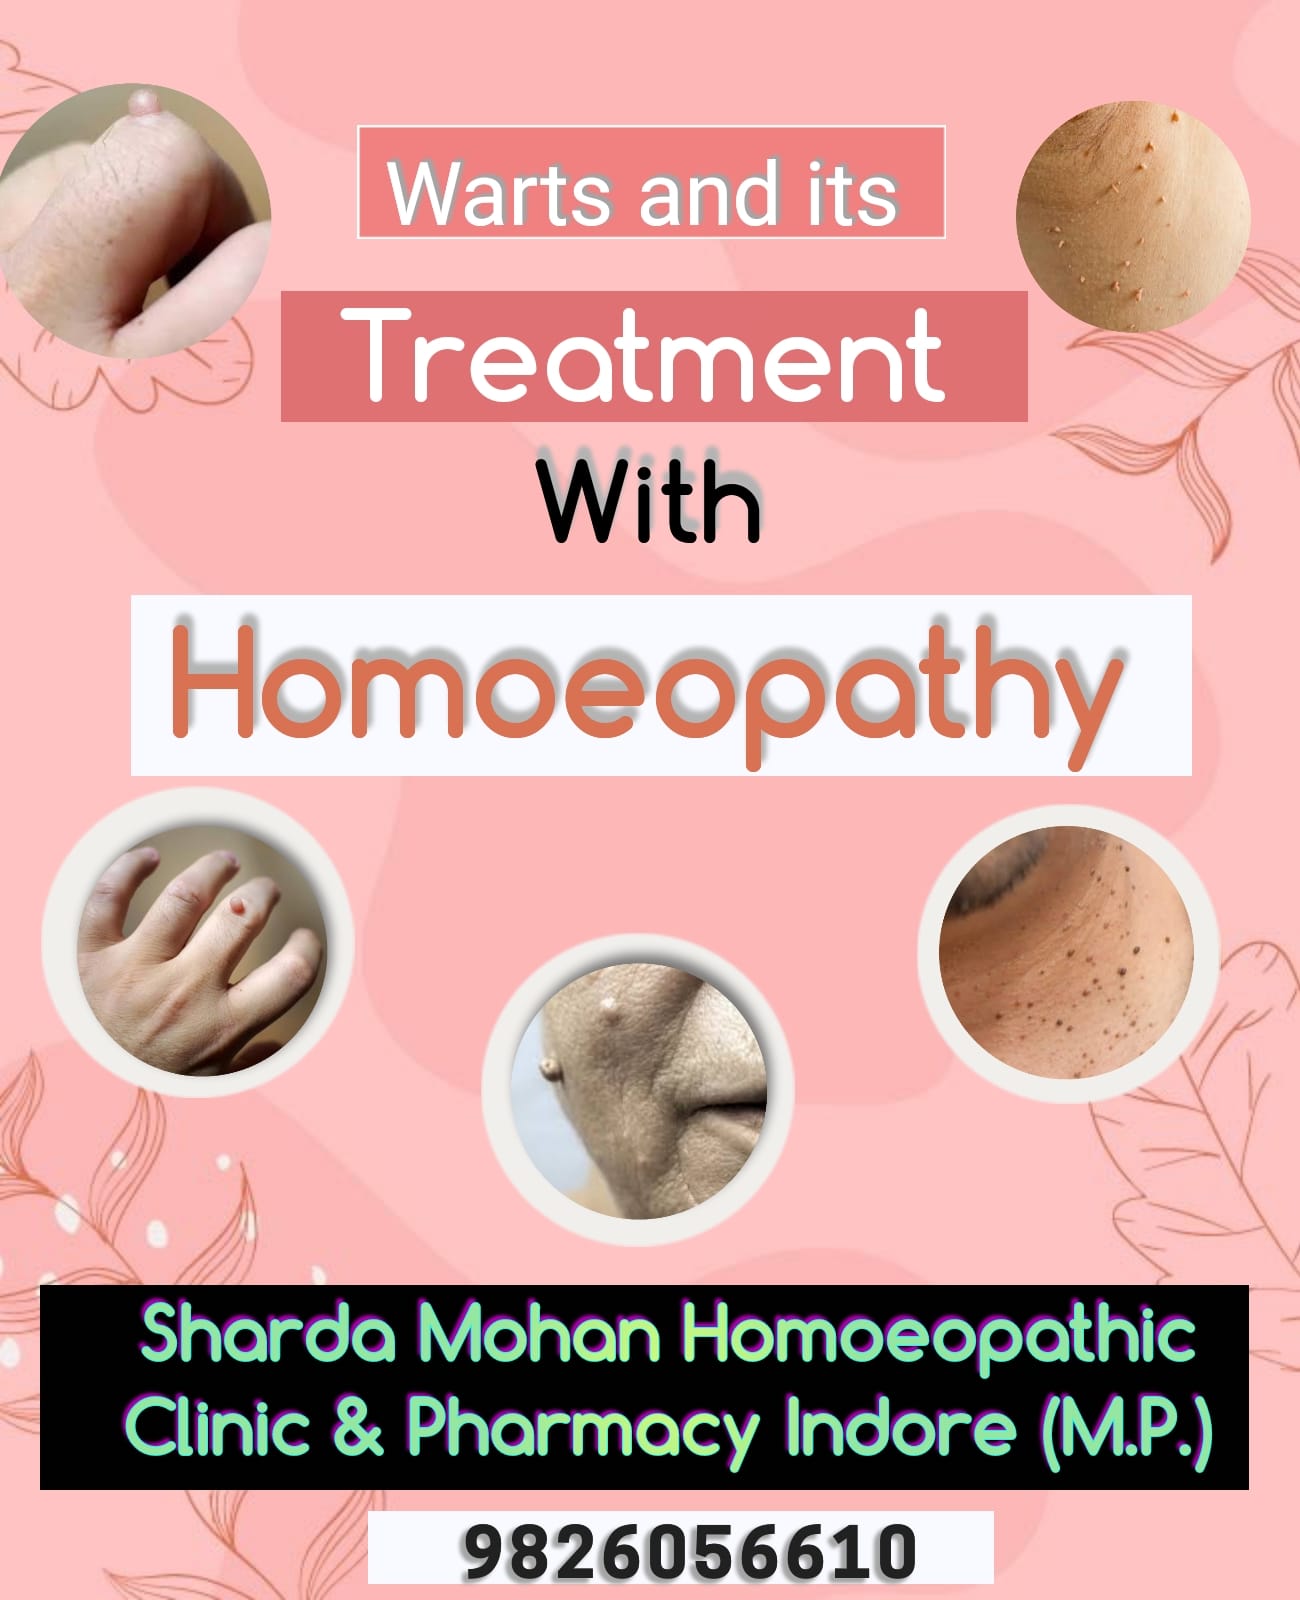 Warts and its
Treatment
With
Homoeopathy
Sharda Mohan Homoeopathic
Clinic & Pharmacy Indore (M.P.)
9826056610